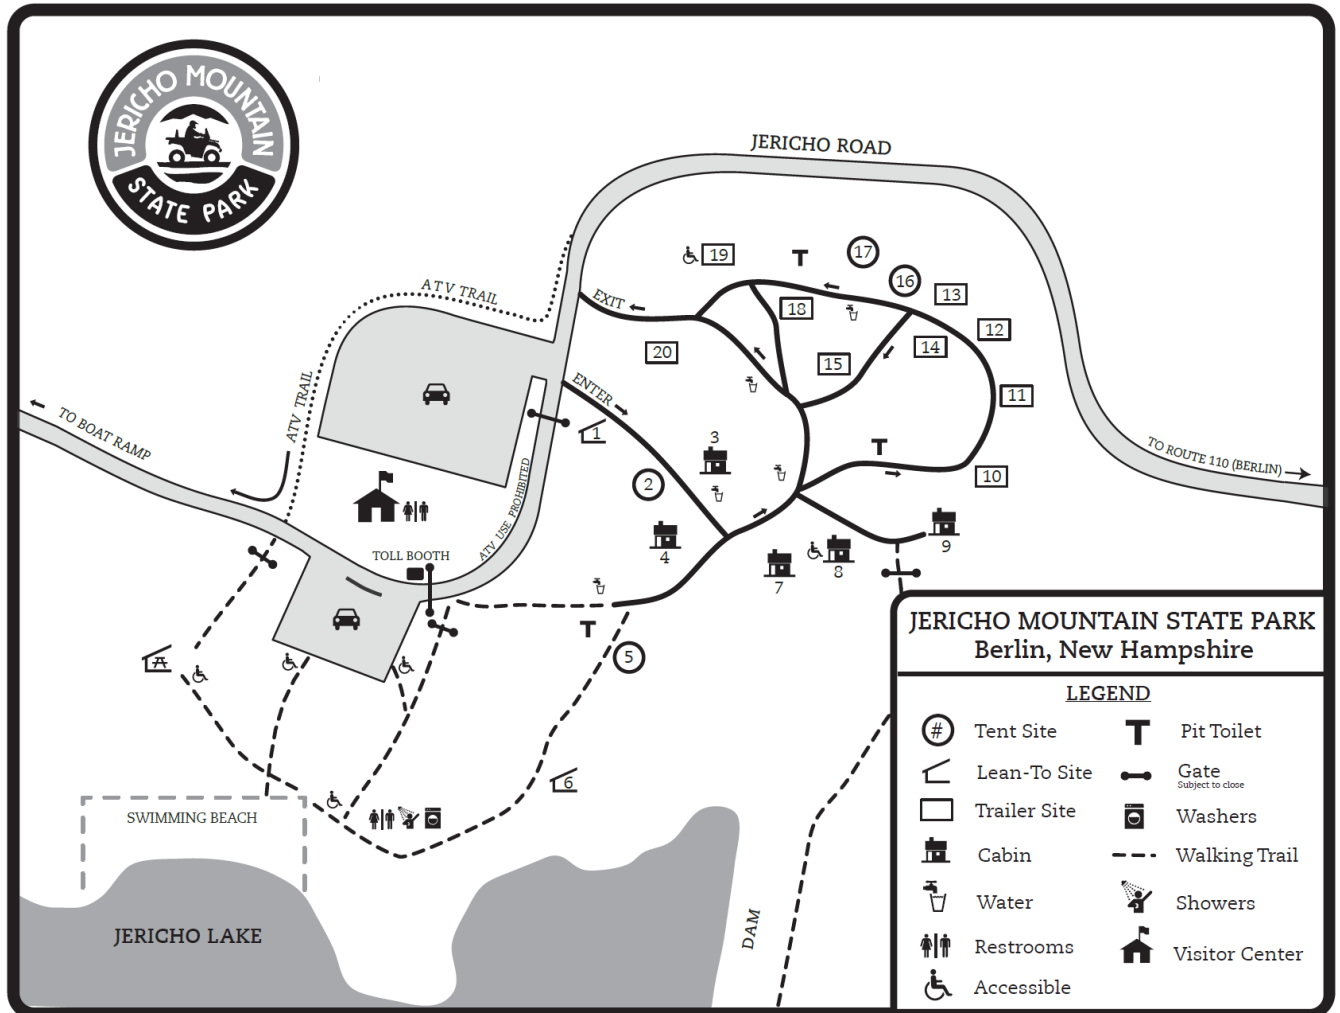 JERICHO MOUNTAIN
STATE PARK
JERICHO ROAD
ATV TRAIL
ATV TRAIL
EXIT
ENTER
TO BOAT RAMP
ATV USE PROHIBITED
TOLL BOOTH
TO ROUTE 110 (BERLIN)
19
17
16
13
18
12
14
20
15
11
1
3
2
10
4
7
8
9
5
6
SWIMMING BEACH
JERICHO LAKE
DAM
JERICHO MOUNTAIN STATE PARK
Berlin, New Hampshire
LEGEND
# Tent Site
Lean-To Site
Trailer Site
Cabin
Water
Restrooms
Accessible
T Pit Toilet
Gate
Subject to close
Washers
Walking Trail
Showers
Visitor Center